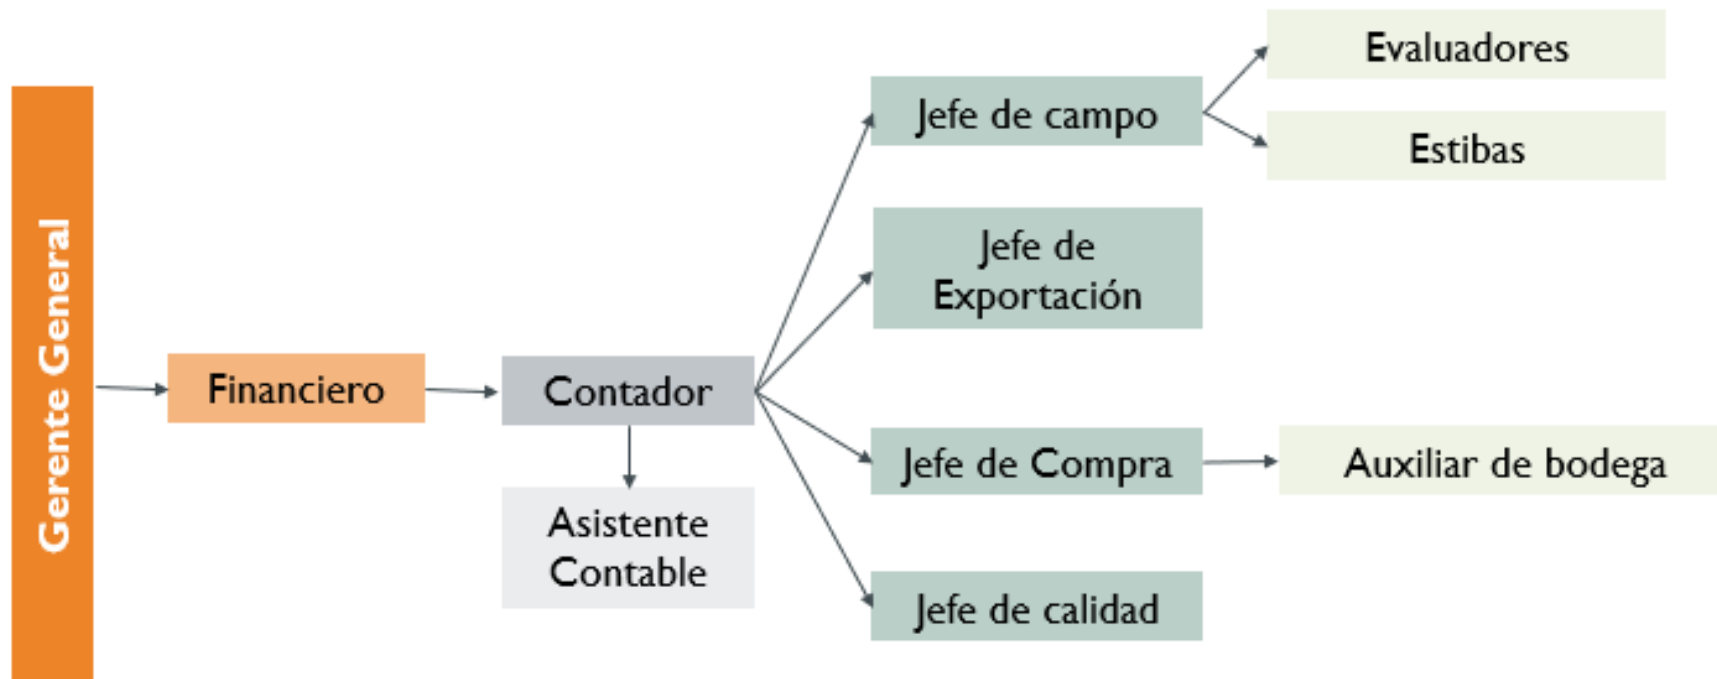 Gerente General
Financiero
Contador
Asistente
Contable
Jefe de campo
Jefe de
Exportación
Jefe de Compra
Jefe de calidad
Evaluadores
Estibas
Auxiliar de bodega